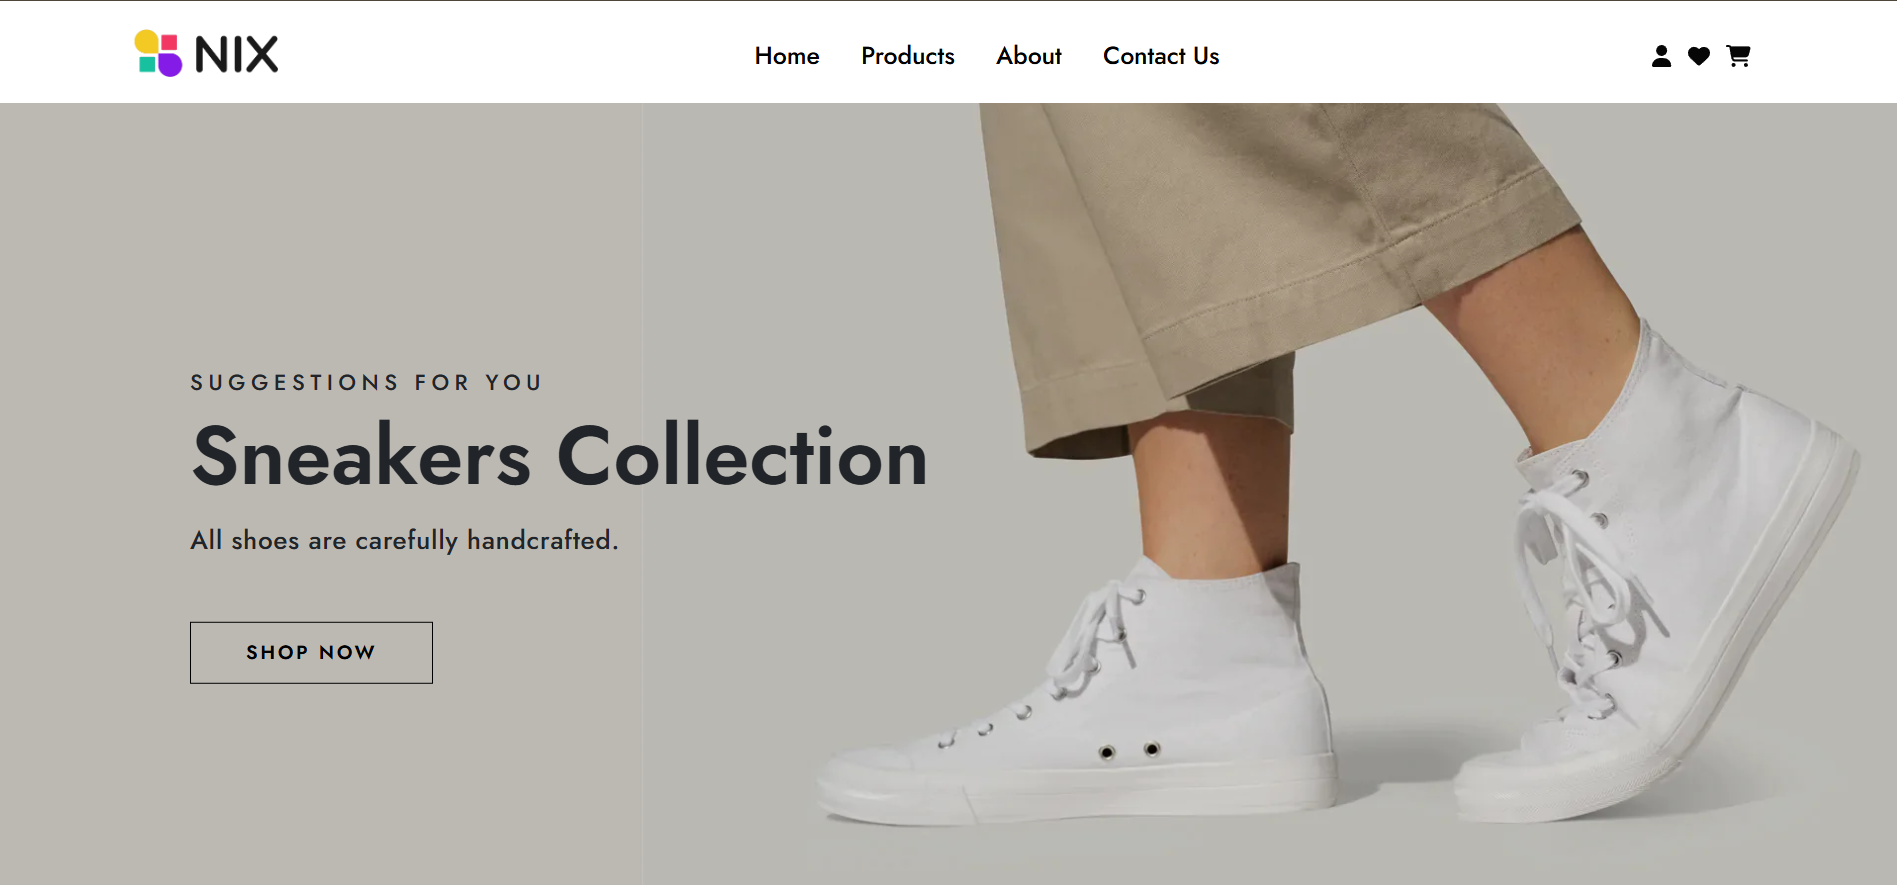 NIX
Home Products About Contact Us
SUGGESTIONS FOR YOU
Sneakers Collection
All shoes are carefully handcrafted.
SHOP NOW